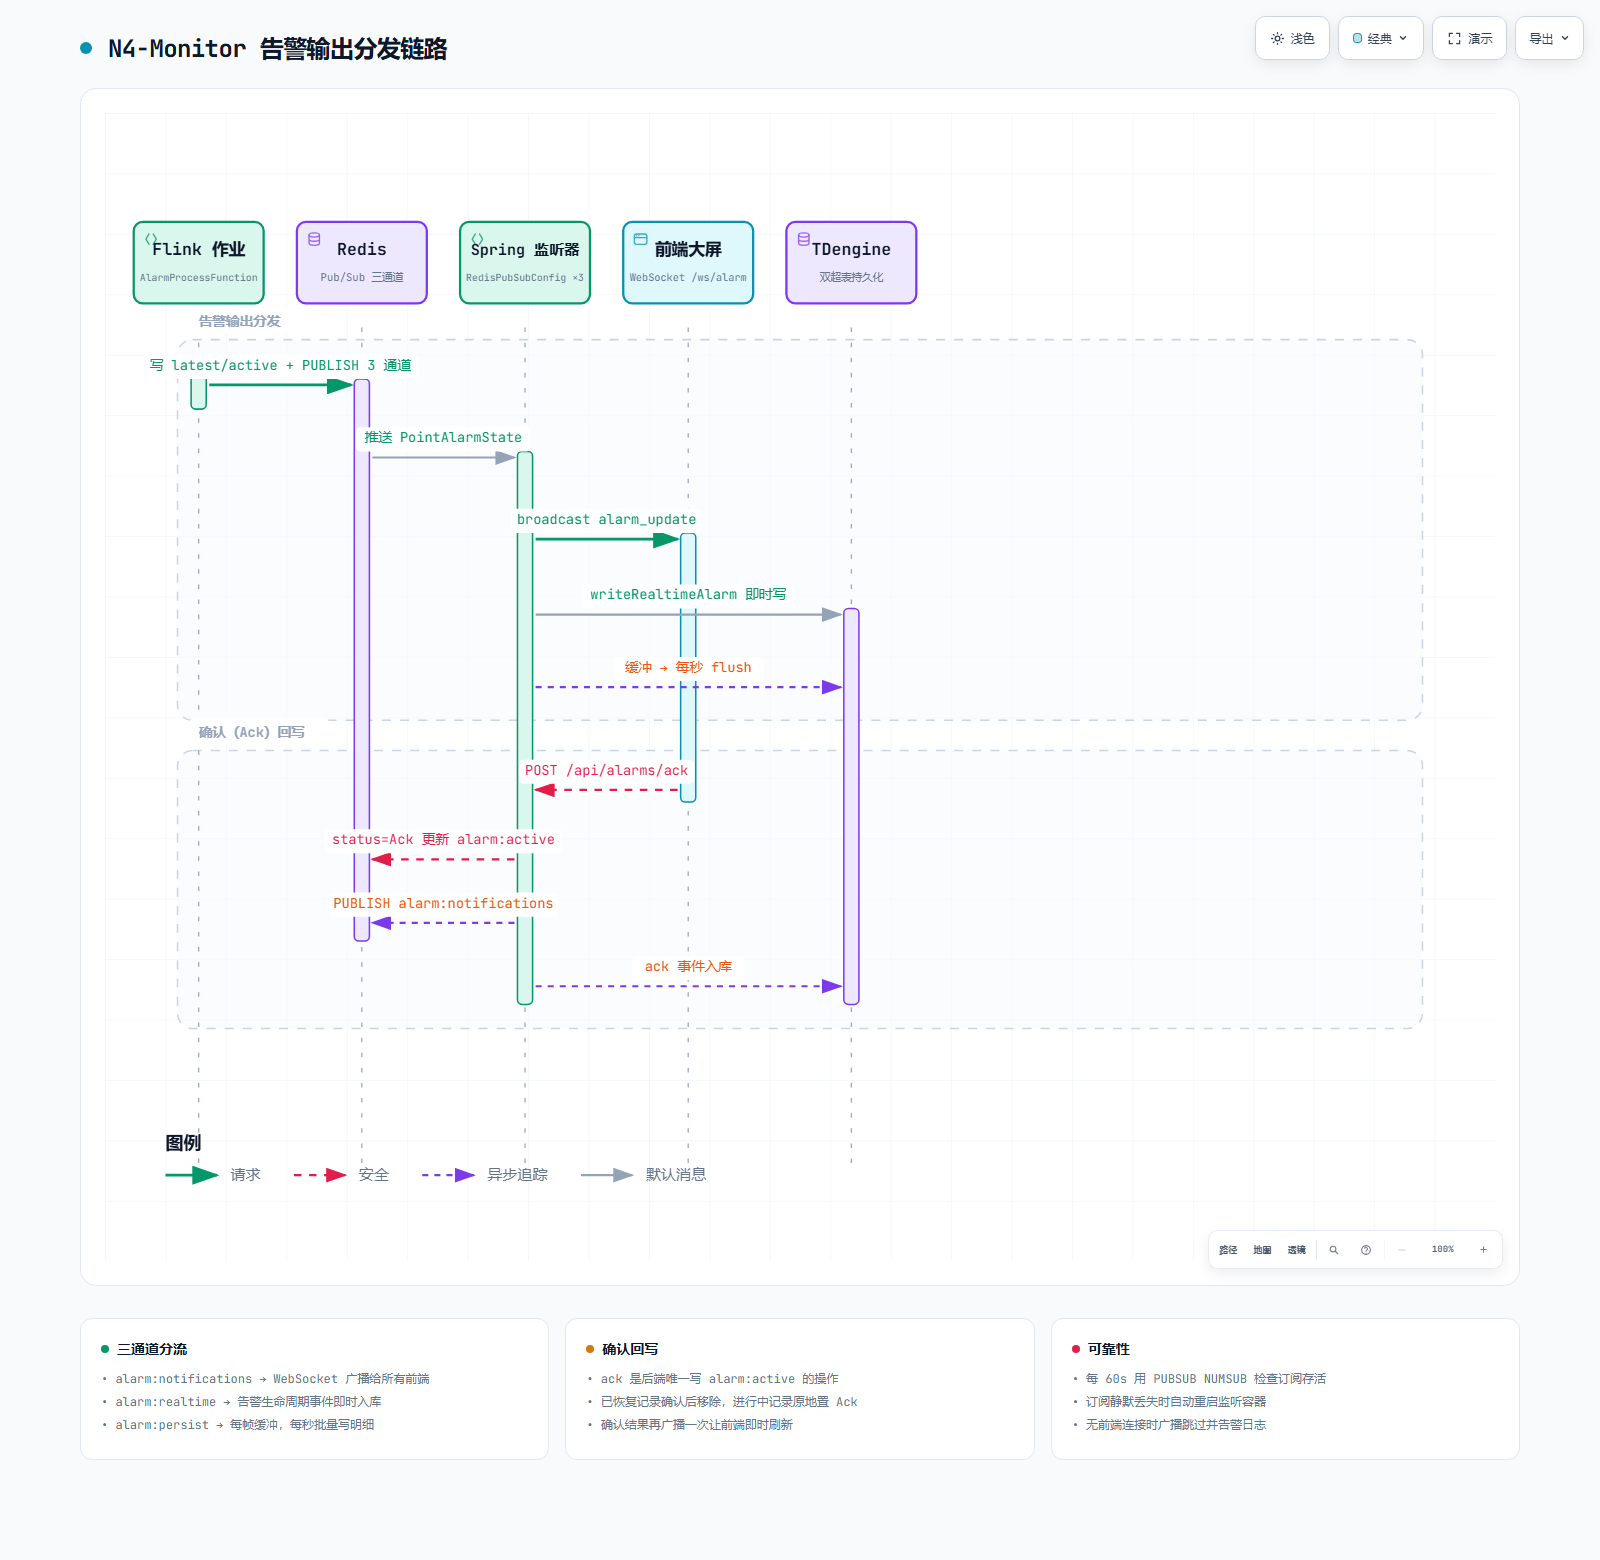 N4-Monitor 告警输出分发链路
浅色
经典
演示
导出
Flink 作业
AlarmProcessFunction
Redis
Pub/Sub 三通道
Spring 监听器
RedisPubSubConfig ×3
前端大屏
WebSocket /ws/alarm
TDengine
双超表持久化
告警输出分发
写 latest/active + PUBLISH 3 通道
推送 PointAlarmState
broadcast alarm_update
writeRealtimeAlarm 即时写
缓冲 → 每秒 flush
确认（Ack）回写
POST /api/alarms/ack
status=Ack 更新 alarm:active
PUBLISH alarm:notifications
ack 事件入库
图例
请求
安全
异步追踪
默认消息
路径
地图
透镜
100%
三通道分流
• alarm:notifications → WebSocket 广播给所有前端
• alarm:realtime → 告警生命周期事件即时入库
• alarm:persist → 每帧缓冲，每秒批量写明细
确认回写
• ack 是后端唯一写 alarm:active 的操作
• 已恢复记录确认后移除，进行中记录原地置 Ack
• 确认结果再广播一次让前端即时刷新
可靠性
• 每 60s 用 PUBSUB NUMSUB 检查订阅存活
• 订阅静默丢失时自动重启监听容器
• 无前端连接时广播跳过并告警日志